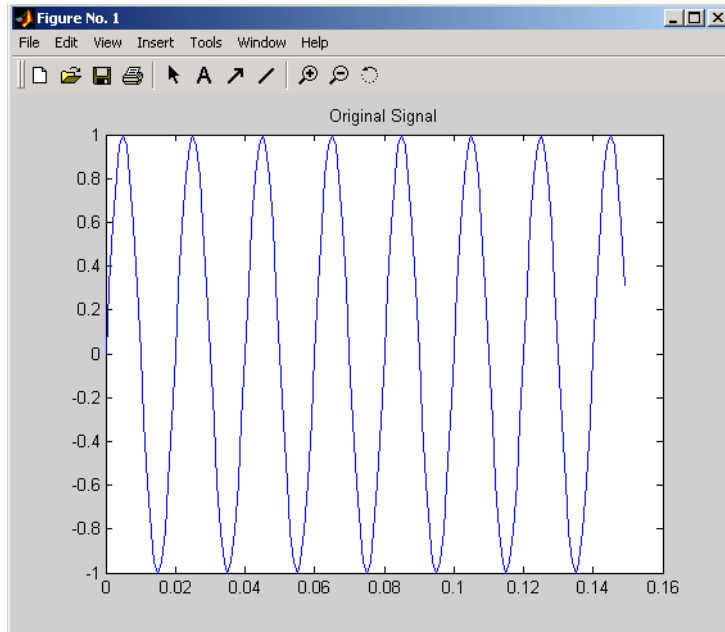 Figure No. 1
File Edit View Insert Tools Window Help
A
Original Signal
1
0.8
0.6
0.4
0.2
0
-0.2
-0.4
-0.6
-0.8
-1
0 0.02 0.04 0.06 0.08 0.1 0.12 0.14 0.16